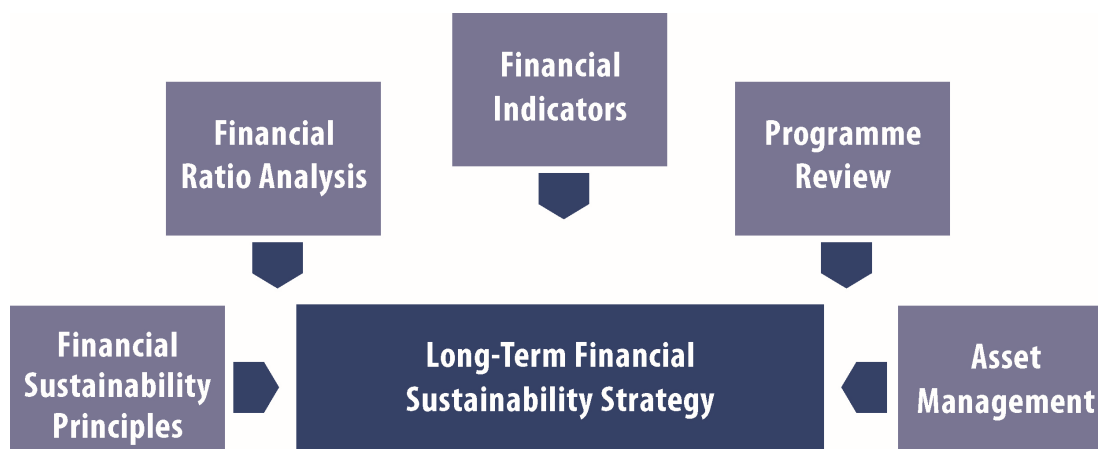 Financial
Indicators
Financial
Ratio Analysis
Programme
Review
Financial
Sustainability
Principles
Long-Term Financial
Sustainability Strategy
Asset
Management